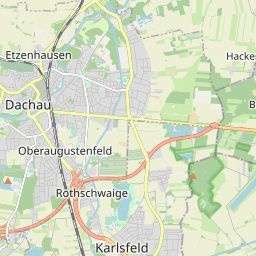 Etzenhausen
Hacke
Dachau
B
Oberaugustenfeld
Rothschwaige
Karlsfeld